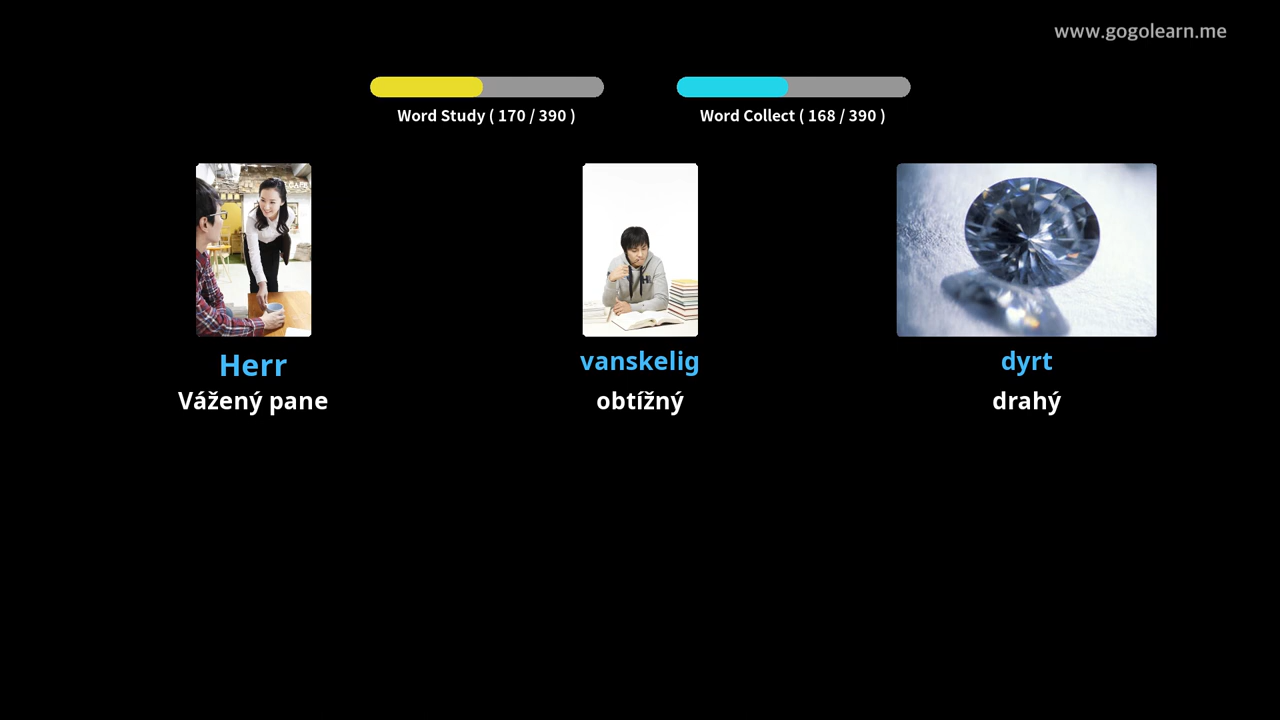 www.gogolearn.me
Word Study ( 170 / 390 )
Word Collect ( 168 / 390 )
Herr
Vážený pane
vanskelig
obtížný
dyrt
drahý